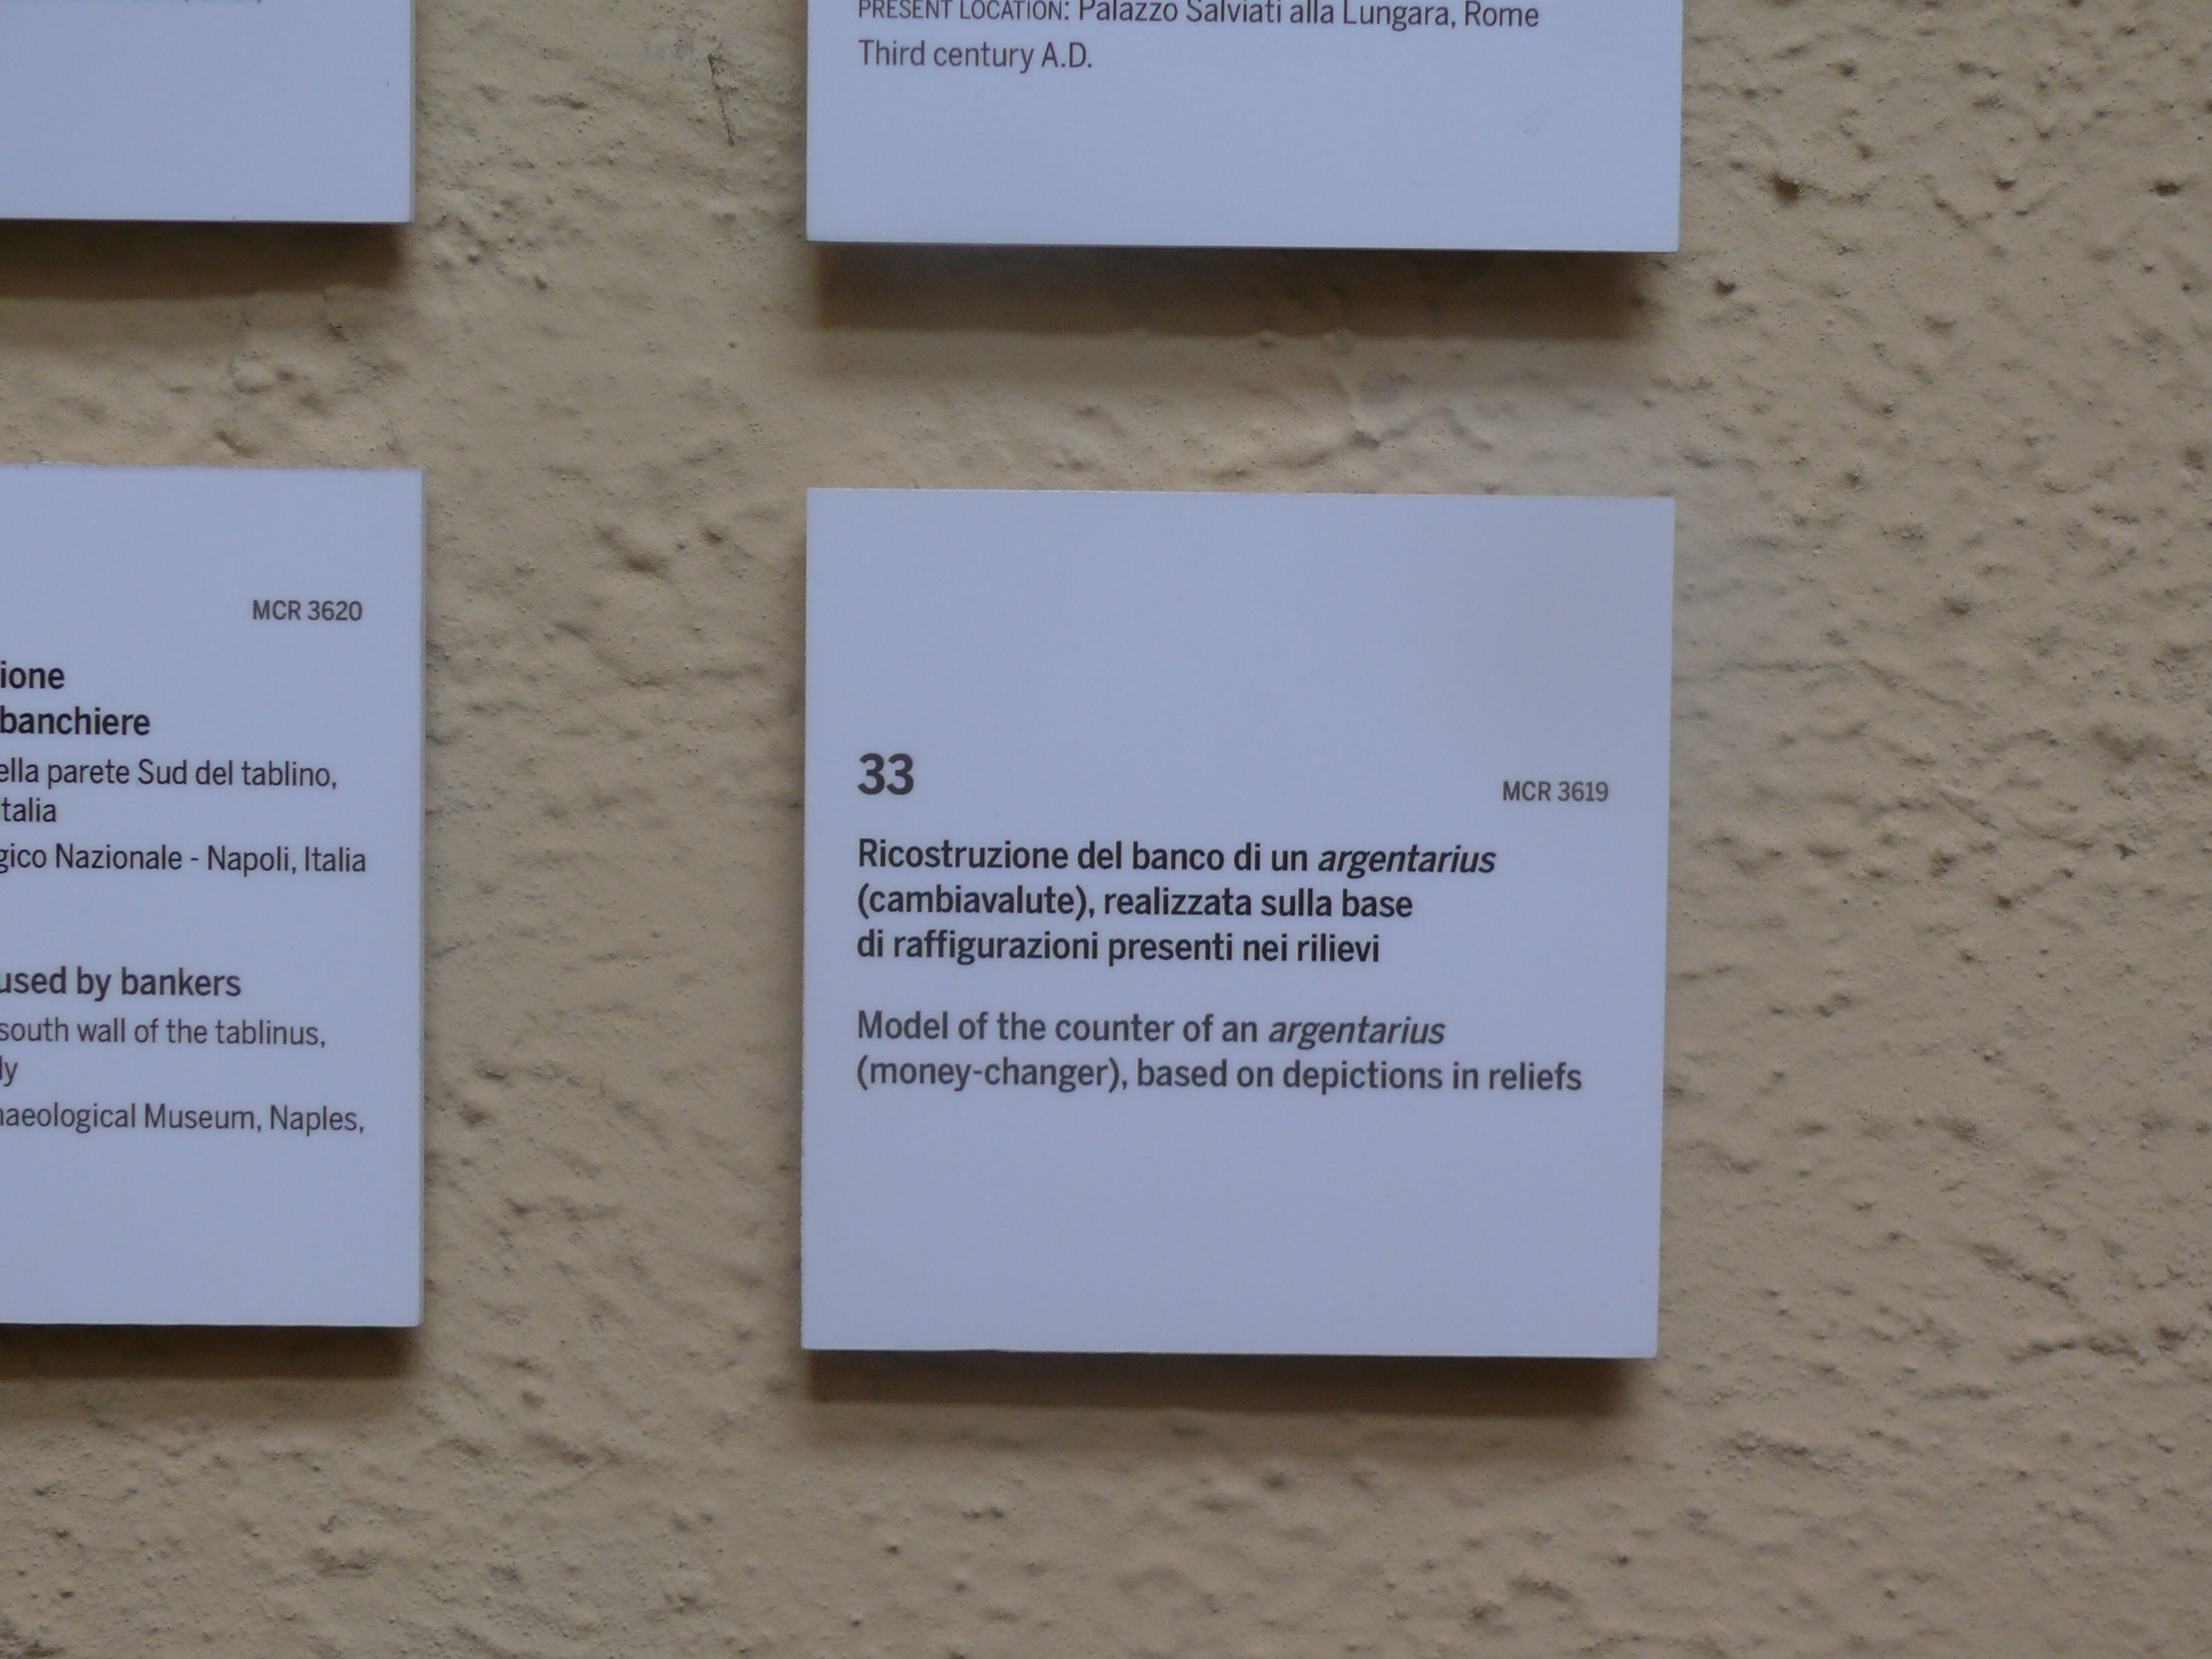 PRESENT LOCATION: Palazzo Salviati alla Lungara, Rome
Third century A.D.
MCR 3620
ione
banchiere
ella parete Sud del tablino,
talia
gico Nazionale - Napoli, Italia
used by bankers
south wall of the tablinus,
ly
haeological Museum, Naples,
33
MCR 3619
Ricostruzione del banco di un argentarius
(cambiavalute), realizzata sulla base
di raffigurazioni presenti nei rilievi
Model of the counter of an argentarius
(money-changer), based on depictions in reliefs